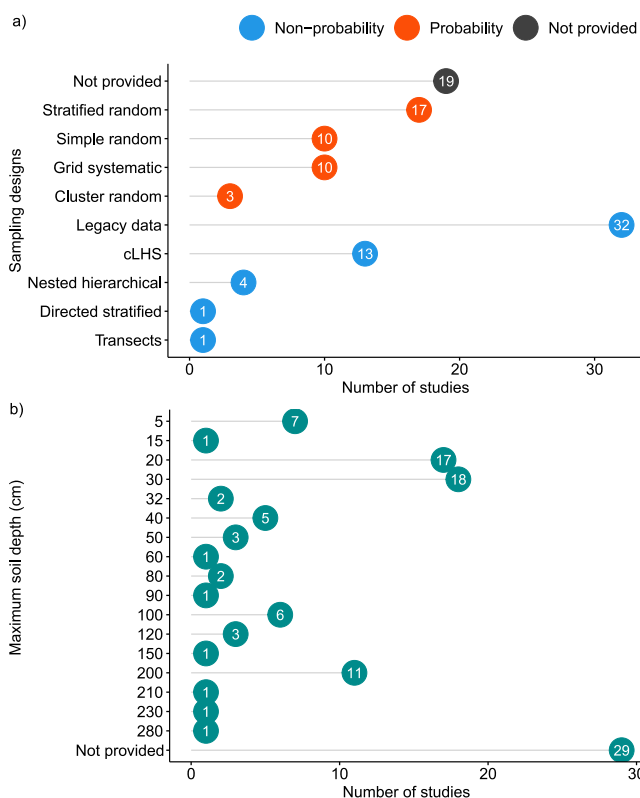 a)
Non−probability Probability Not provided
Sampling designs
Not provided 19
Stratified random 17
Simple random 10
Grid systematic 10
Cluster random 3
Legacy data 32
cLHS 13
Nested hierarchical 4
Directed stratified 1
Transects 1
0 10 20 30
Number of studies
b)
Maximum soil depth (cm)
5 7
15 1
20 17
30 18
32 2
40 5
50 3
60 1
80 2
90 1
100 6
120 3
150 1
200 11
210 1
230 1
280 1
Not provided 29
0 10 20 30
Number of studies